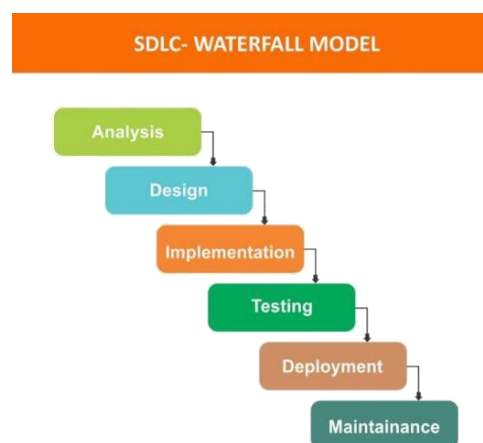 SDLC- WATERFALL MODEL
Analysis
Design
Implementation
Testing
Deployment
Maintainance